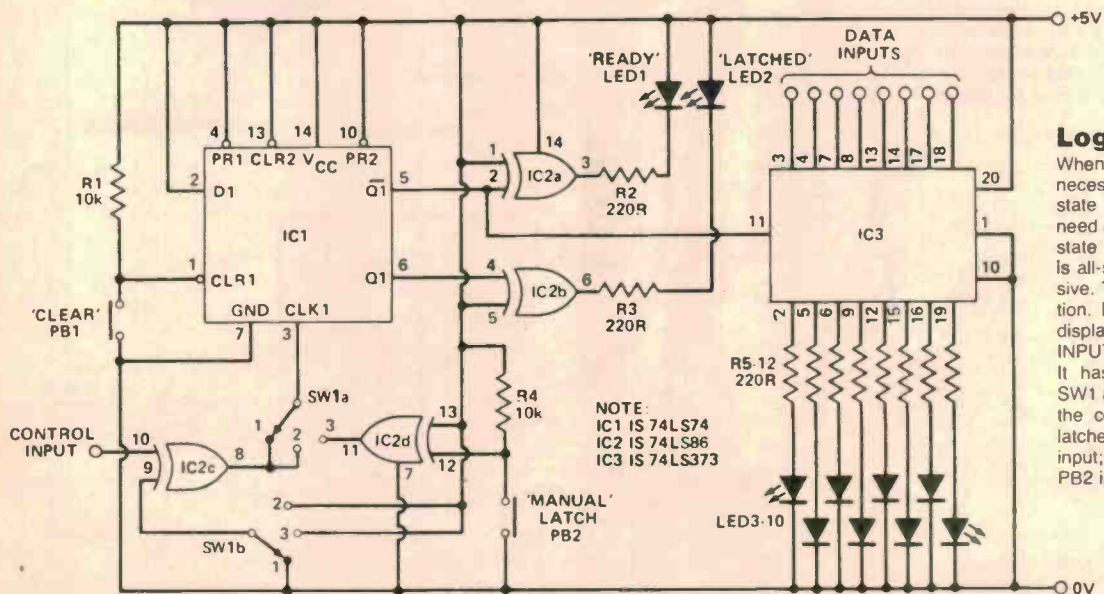 +5V
DATA
INPUTS
'READY'
LED1
'LATCHED'
LED2
4
13
14
10
PR1
CLR2
VCC
PR2
R1
10k
2
D1
Q̅1
5
IC1
Q1
6
1
CLR1
GND
CLK1
7
3
'CLEAR'
PB1
1
2
14
IC2a
3
R2
220R
4
5
IC2b
6
R3
220R
3
4
7
8
13
14
17
18
11
IC3
20
1
10
2
5
6
9
12
15
16
19
R5-12
220R
LED3-10
SW1a
1
2
3
CONTROL
INPUT
10
9
IC2c
8
11
IC2d
13
12
7
R4
10k
'MANUAL'
LATCH
PB2
2
3
SW1b
1
NOTE:
IC1 IS 74LS74
IC2 IS 74LS86
IC3 IS 74LS373
0V
Log
When
neces
state
need
state
is all-s
sive. T
tion. 
displa
INPUT
It has
SW1
the c
latche
input;
PB2 i